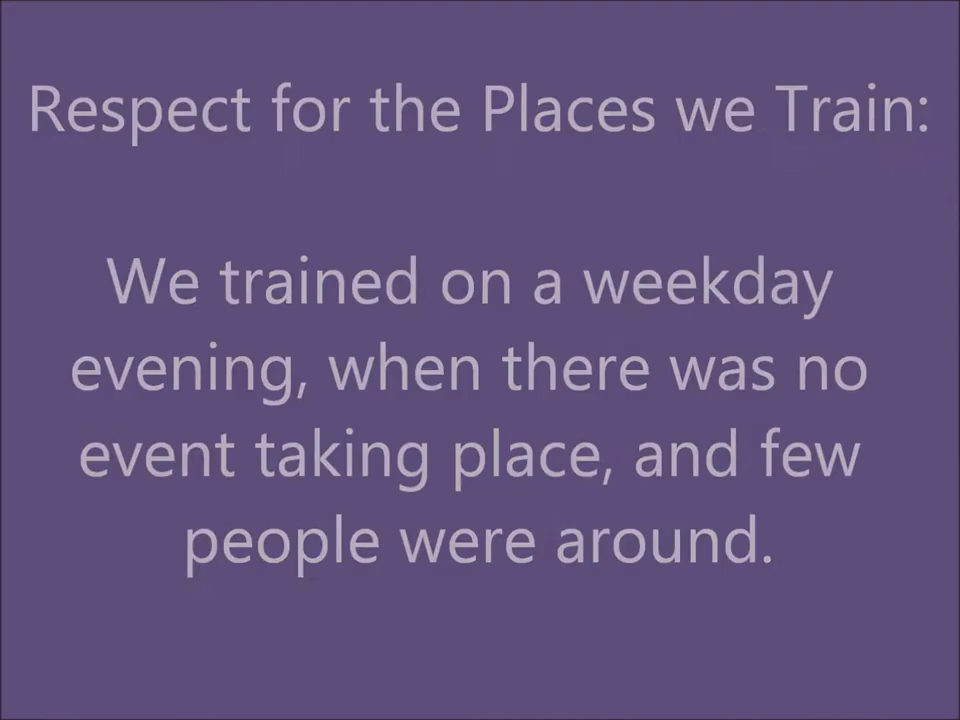 Respect for the Places we Train:
We trained on a weekday
evening, when there was no
event taking place, and few
people were around.